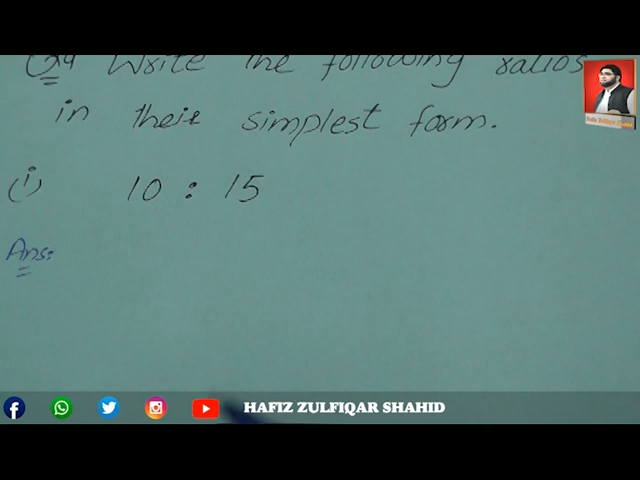 Q4 Write the following ratios
in their simplest form.
(i) 10 : 15
Ans:
HAFIZ ZULFIQAR SHAHID